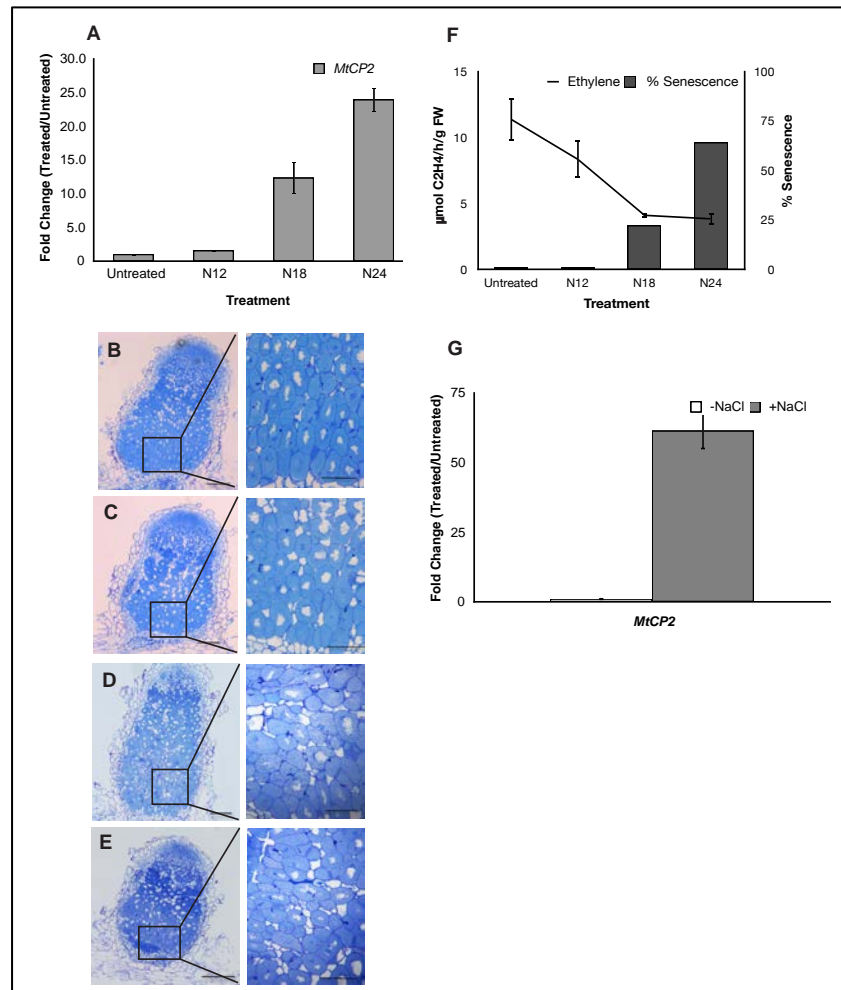 A
30.0
25.0
20.0
15.0
10.0
5.0
0
Fold Change (Treated/Untreated)
MtCP2
Untreated N12 N18 N24
Treatment
F
15
10
5
0
µmol C2H4/h/g FW
Ethylene % Senescence
100
75
50
25
0
% Senescence
Untreated N12 N18 N24
Treatment
B
C
D
E
G
75
50
25
0
Fold Change (Treated/Untreated)
-NaCl +NaCl
MtCP2